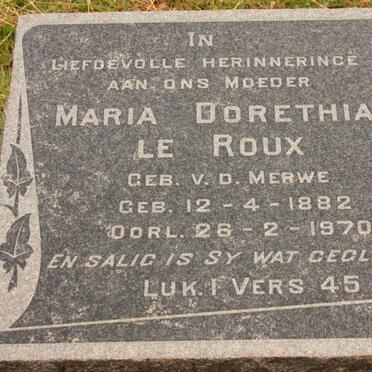 IN
LIEFDEVOLLE HERINNERINGE
AAN ONS MOEDER
MARIA DORETHIA
LE ROUX
GEB. V. D. MERWE
GEB. 12-4-1882
OORL. 26-2-1970
EN SALIG IS SY WAT
LUK. I VERS 45